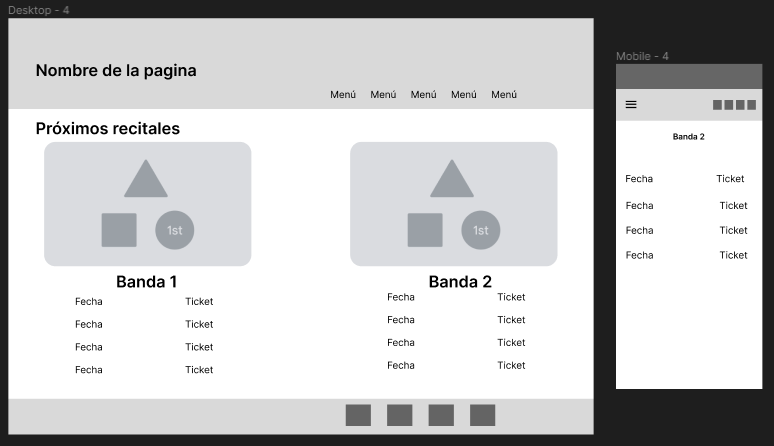 Desktop - 4
Nombre de la pagina
Menú Menú Menú Menú Menú
Próximos recitales
1st
1st
Banda 1
Fecha Ticket
Fecha Ticket
Fecha Ticket
Fecha Ticket
Banda 2
Fecha Ticket
Fecha Ticket
Fecha Ticket
Fecha Ticket
Mobile - 4
Banda 2
Fecha Ticket
Fecha Ticket
Fecha Ticket
Fecha Ticket